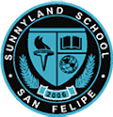 SUNNYLAND SCHOOL
2006
· SAN FELIPE ·